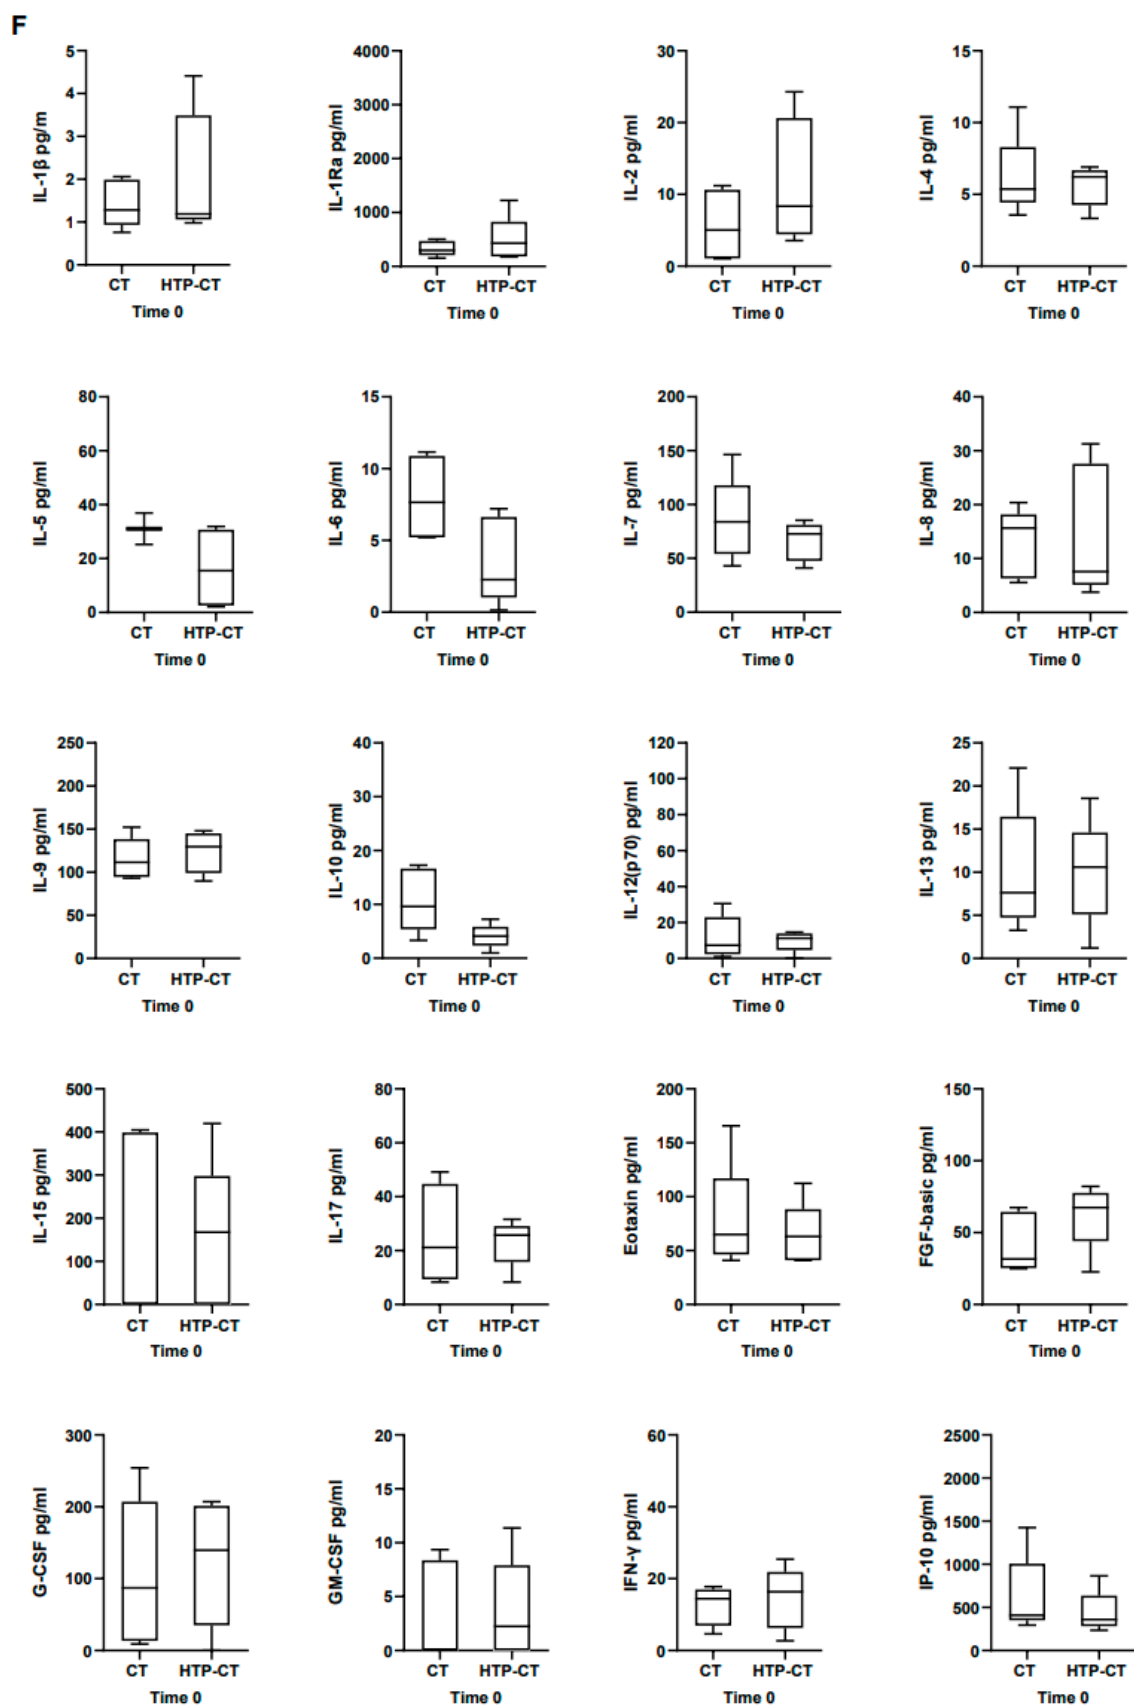 F
IL-1β pg/m
5
4
3
2
1
0
CT HTP-CT
Time 0
IL-1Ra pg/ml
4000
3000
2000
1000
0
CT HTP-CT
Time 0
IL-2 pg/ml
30
20
10
0
CT HTP-CT
Time 0
IL-4 pg/ml
15
10
5
0
CT HTP-CT
Time 0
IL-5 pg/ml
80
60
40
20
0
CT HTP-CT
Time 0
IL-6 pg/ml
15
10
5
0
CT HTP-CT
Time 0
IL-7 pg/ml
200
150
100
50
0
CT HTP-CT
Time 0
IL-8 pg/ml
40
30
20
10
0
CT HTP-CT
Time 0
IL-9 pg/ml
250
200
150
100
50
0
CT HTP-CT
Time 0
IL-10 pg/ml
40
30
20
10
0
CT HTP-CT
Time 0
IL-12(p70) pg/ml
120
100
80
60
40
20
0
CT HTP-CT
Time 0
IL-13 pg/ml
25
20
15
10
5
0
CT HTP-CT
Time 0
IL-15 pg/ml
500
400
300
200
100
0
CT HTP-CT
Time 0
IL-17 pg/ml
80
60
40
20
0
CT HTP-CT
Time 0
Eotaxin pg/ml
200
150
100
50
0
CT HTP-CT
Time 0
FGF-basic pg/ml
150
100
50
0
CT HTP-CT
Time 0
G-CSF pg/ml
300
200
100
0
CT HTP-CT
Time 0
GM-CSF pg/ml
20
15
10
5
0
CT HTP-CT
Time 0
IFN-γ pg/ml
60
40
20
0
CT HTP-CT
Time 0
IP-10 pg/ml
2500
2000
1500
1000
500
0
CT HTP-CT
Time 0